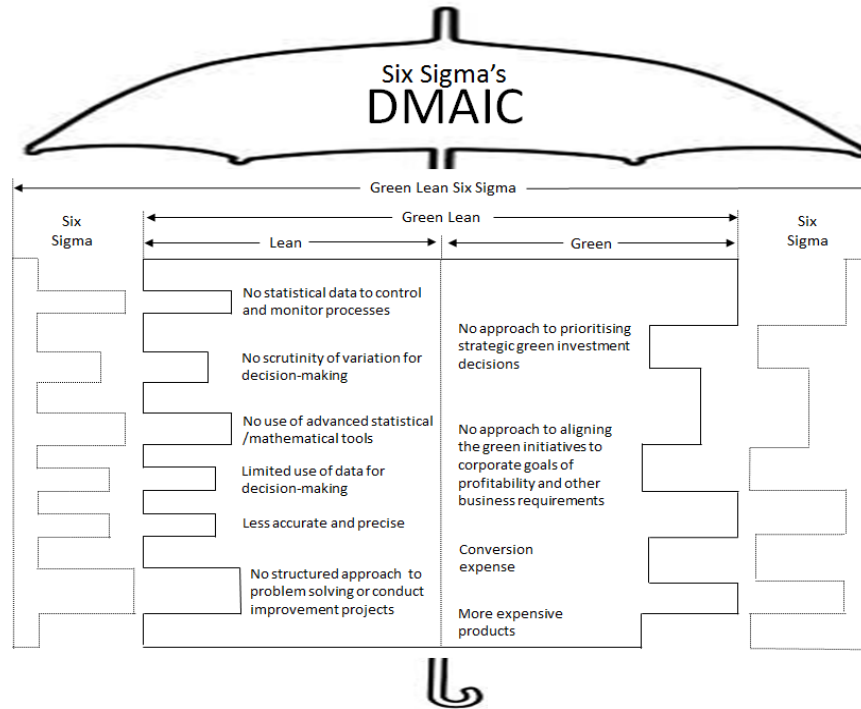 Six Sigma's
DMAIC
Green Lean Six Sigma
Six
Sigma
Green Lean
Six
Sigma
Lean
Green
No statistical data to control
and monitor processes
No scrutinity of variation for
decision-making
No use of advanced statistical
/mathematical tools
Limited use of data for
decision-making
Less accurate and precise
No structured approach to
problem solving or conduct
improvement projects
No approach to prioritising
strategic green investment
decisions
No approach to aligning
the green initiatives to
corporate goals of
profitability and other
business requirements
Conversion
expense
More expensive
products